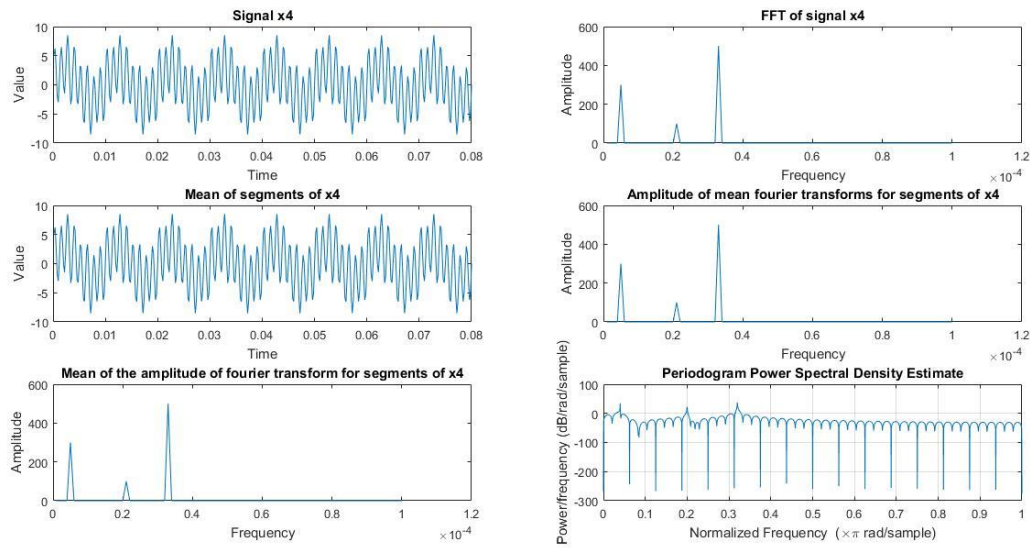 Signal x4
10
5
0
-5
-10
Value
0 0.01 0.02 0.03 0.04 0.05 0.06 0.07 0.08
Time
FFT of signal x4
600
400
200
0
Amplitude
0 0.2 0.4 0.6 0.8 1 1.2
Frequency
×10⁻⁴
Mean of segments of x4
10
5
0
-5
-10
Value
0 0.01 0.02 0.03 0.04 0.05 0.06 0.07 0.08
Time
Amplitude of mean fourier transforms for segments of x4
600
400
200
0
Amplitude
0 0.2 0.4 0.6 0.8 1 1.2
Frequency
×10⁻⁴
Mean of the amplitude of fourier transform for segments of x4
600
400
200
0
Amplitude
0 0.2 0.4 0.6 0.8 1 1.2
Frequency
×10⁻⁴
Periodogram Power Spectral Density Estimate
100
0
-100
-200
-300
Power/frequency (dB/rad/sample)
0 0.1 0.2 0.3 0.4 0.5 0.6 0.7 0.8 0.9 1
Normalized Frequency (×π rad/sample)